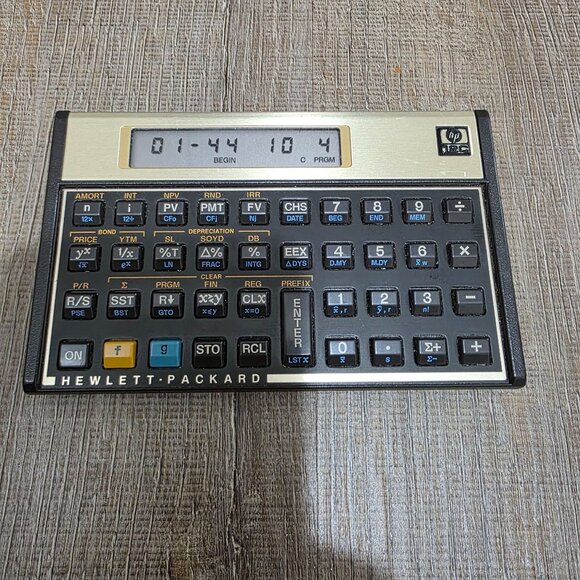 01-44 10 4
BEGIN C PRGM
hp
12C
AMORT INT NPV RND IRR
n i PV PMT FV CHS 7 8 9 ÷
12× 12÷ CFo CFj Nj DATE BEG END MEM
BOND DEPRECIATION
PRICE YTM SL SOYD DB
yˣ 1/x %T Δ% % EEX 4 5 6 ×
√x eˣ LN FRAC INTG ΔDYS D.MY M.DY x̄w
CLEAR
P/R Σ PRGM FIN REG PREFIX
R/S SST R↓ x≷y CLx ENTER 1 2 3 −
PSE BST GTO x≤y x=0 x̂,r ŷ,r n!
ON f g STO RCL LSTx 0 · Σ+ +
x̄ s Σ−
HEWLETT·PACKARD